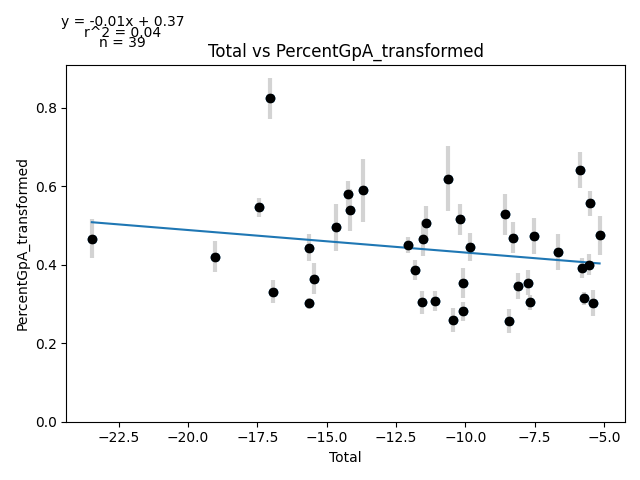 y = -0.01x + 0.37
r^2 = 0.04
n = 39
Total vs PercentGpA_transformed
PercentGpA_transformed
0.8
0.6
0.4
0.2
0.0
−22.5 −20.0 −17.5 −15.0 −12.5 −10.0 −7.5 −5.0
Total